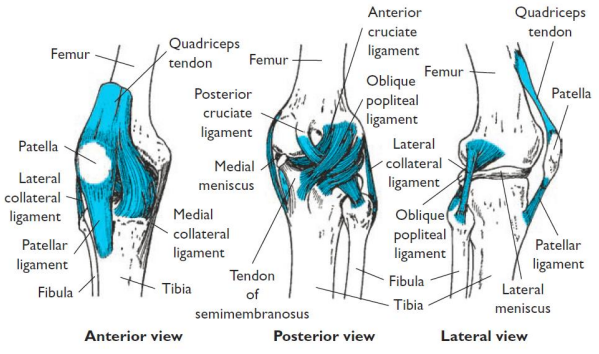 Femur
Quadriceps
tendon
Patella
Lateral
collateral
ligament
Patellar
ligament
Fibula
Tibia
Medial
collateral
ligament
Anterior view
Femur
Anterior
cruciate
ligament
Posterior
cruciate
ligament
Oblique
popliteal
ligament
Medial
meniscus
Lateral
collateral
ligament
Tendon
of
semimembranosus
Fibula
Tibia
Posterior view
Quadriceps
tendon
Femur
Patella
Oblique
popliteal
ligament
Patellar
ligament
Lateral
meniscus
Lateral view